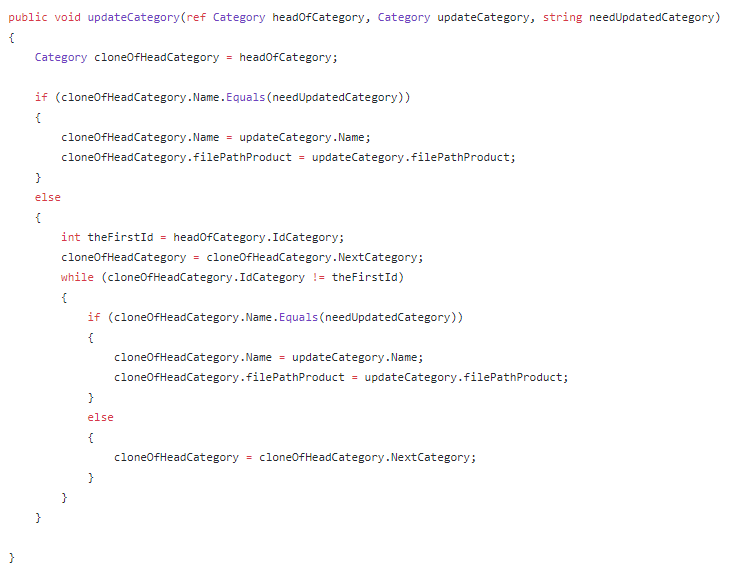 public void updateCategory(ref Category headOfCategory, Category updateCategory, string needUpdatedCategory)
{
    Category cloneOfHeadCategory = headOfCategory;

    if (cloneOfHeadCategory.Name.Equals(needUpdatedCategory))
    {
        cloneOfHeadCategory.Name = updateCategory.Name;
        cloneOfHeadCategory.filePathProduct = updateCategory.filePathProduct;
    }
    else
    {
        int theFirstId = headOfCategory.IdCategory;
        cloneOfHeadCategory = cloneOfHeadCategory.NextCategory;
        while (cloneOfHeadCategory.IdCategory != theFirstId)
        {
            if (cloneOfHeadCategory.Name.Equals(needUpdatedCategory))
            {
                cloneOfHeadCategory.Name = updateCategory.Name;
                cloneOfHeadCategory.filePathProduct = updateCategory.filePathProduct;
            }
            else
            {
                cloneOfHeadCategory = cloneOfHeadCategory.NextCategory;
            }
        }
    }

}